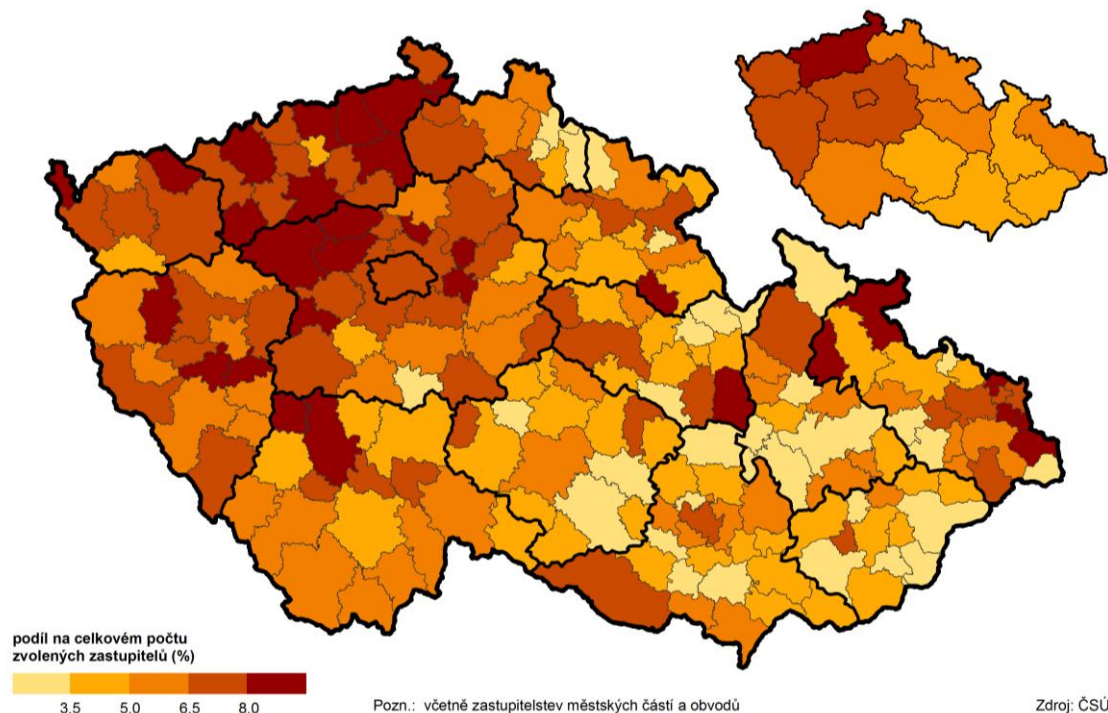 podíl na celkovém počtu
zvolených zastupitelů (%)
3.5 5.0 6.5 8.0
Pozn.: včetně zastupitelstev městských částí a obvodů
Zdroj: ČSÚ